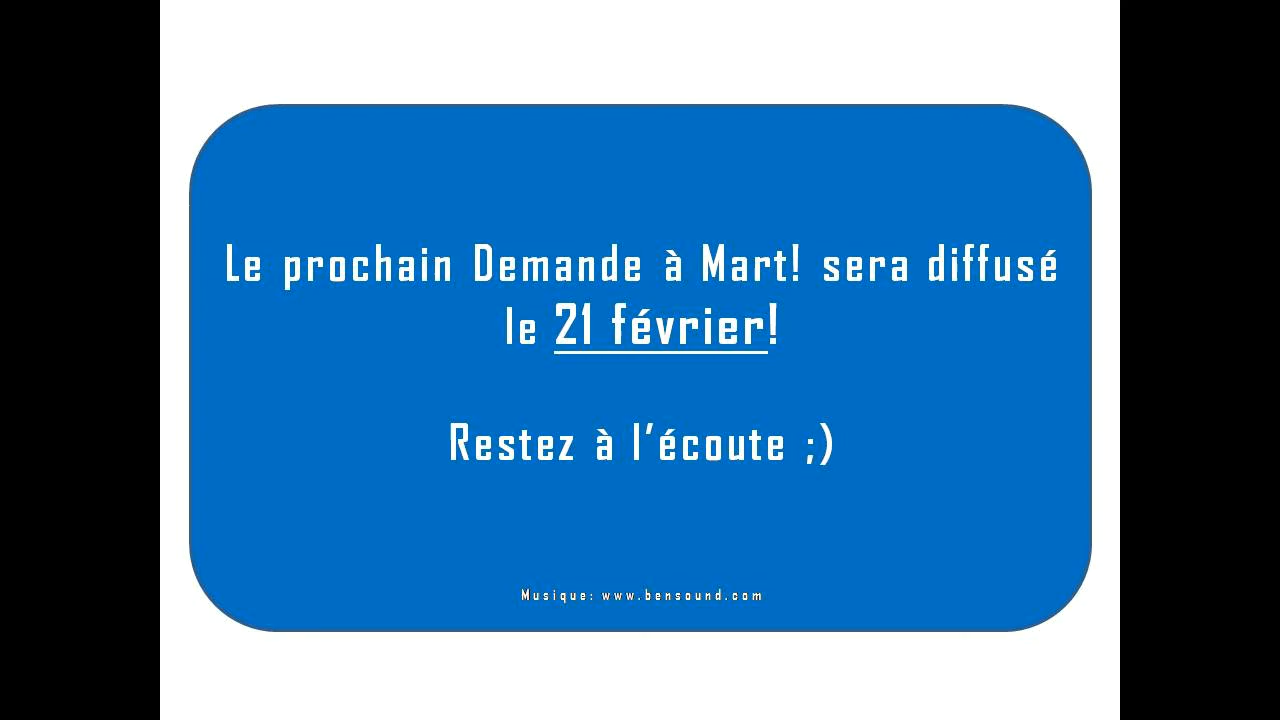 Le prochain Demande à Mart! sera diffusé
le 21 février!
Restez à l'écoute ;)
Musique: www.bensound.com